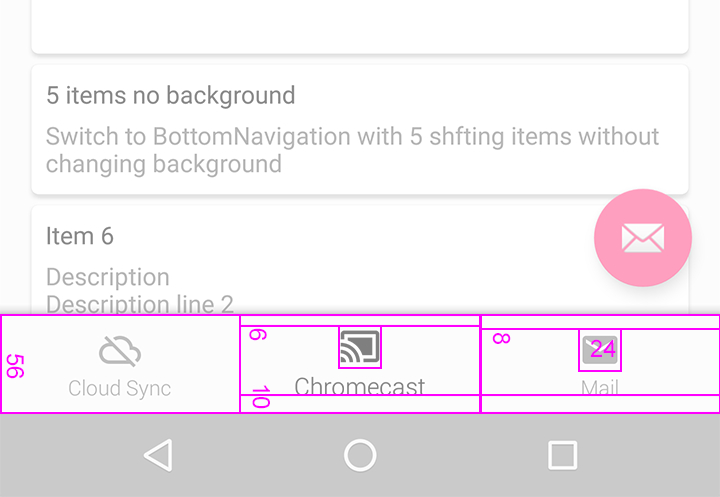 5 items no background
Switch to BottomNavigation with 5 shfting items without
changing background
Item 6
Description
Description line 2
56
6
8
24
Cloud Sync
Chromecast
Mail
10